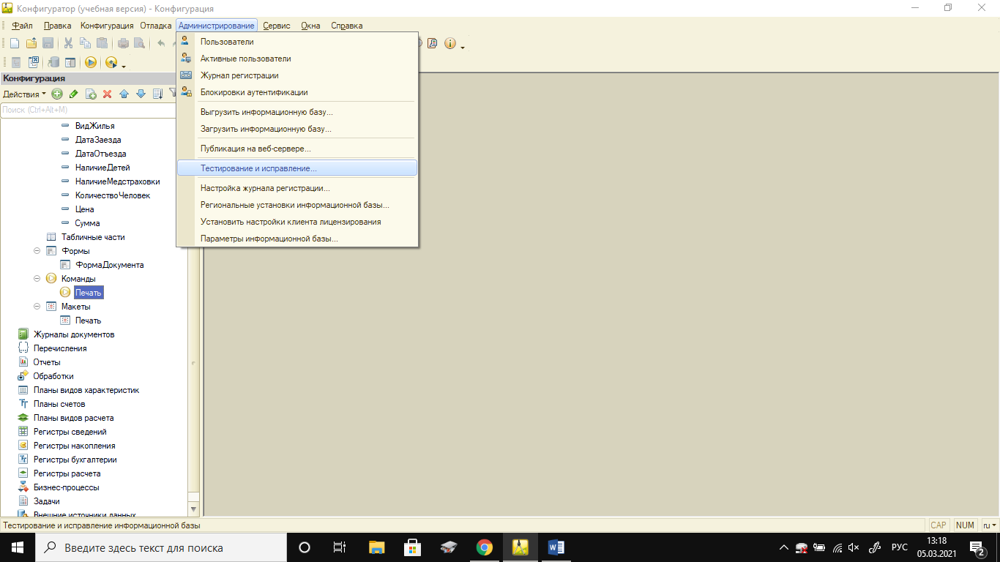 Конфигуратор (учебная версия) - Конфигурация
Файл Правка Конфигурация Отладка Администрирование Сервис Окна Справка
Пользователи
Активные пользователи
Журнал регистрации
Блокировки аутентификации
Выгрузить информационную базу...
Загрузить информационную базу...
Публикация на веб-сервере...
Тестирование и исправление...
Настройка журнала регистрации...
Региональные установки информационной базы...
Установить настройки клиента лицензирования
Параметры информационной базы...
Конфигурация
Действия
Поиск (Ctrl+Alt+M)
ВидЖилья
ДатаЗаезда
ДатаОтъезда
НаличиеДетей
НаличиеМедстраховки
КоличествоЧеловек
Цена
Сумма
Табличные части
Формы
ФормаДокумента
Команды
Печать
Макеты
Печать
Журналы документов
Перечисления
Отчеты
Обработки
Планы видов характеристик
Планы счетов
Планы видов расчета
Регистры сведений
Регистры накопления
Регистры бухгалтерии
Регистры расчета
Бизнес-процессы
Задачи
Внешние источники данных
Тестирование и исправление информационной базы
CAP NUM ru
Введите здесь текст для поиска
РУС
13:18
05.03.2021
2